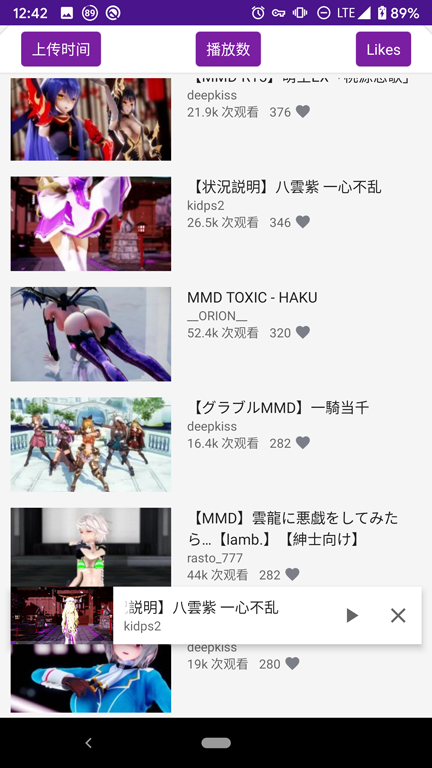 12:42 89 LTE 89%
上传时间 播放数 Likes
deepkiss
21.9k 次观看 376
【状況説明】八雲紫 一心不乱
kidps2
26.5k 次观看 346
MMD TOXIC - HAKU
__ORION__
52.4k 次观看 320
【グラブルMMD】一騎当千
deepkiss
16.4k 次观看 282
【MMD】雲龍に悪戯をしてみた
ら…【lamb.】【紳士向け】
rasto_777
44k 次观看 282
説明】八雲紫 一心不乱
kidps2
deepkiss
19k 次观看 280